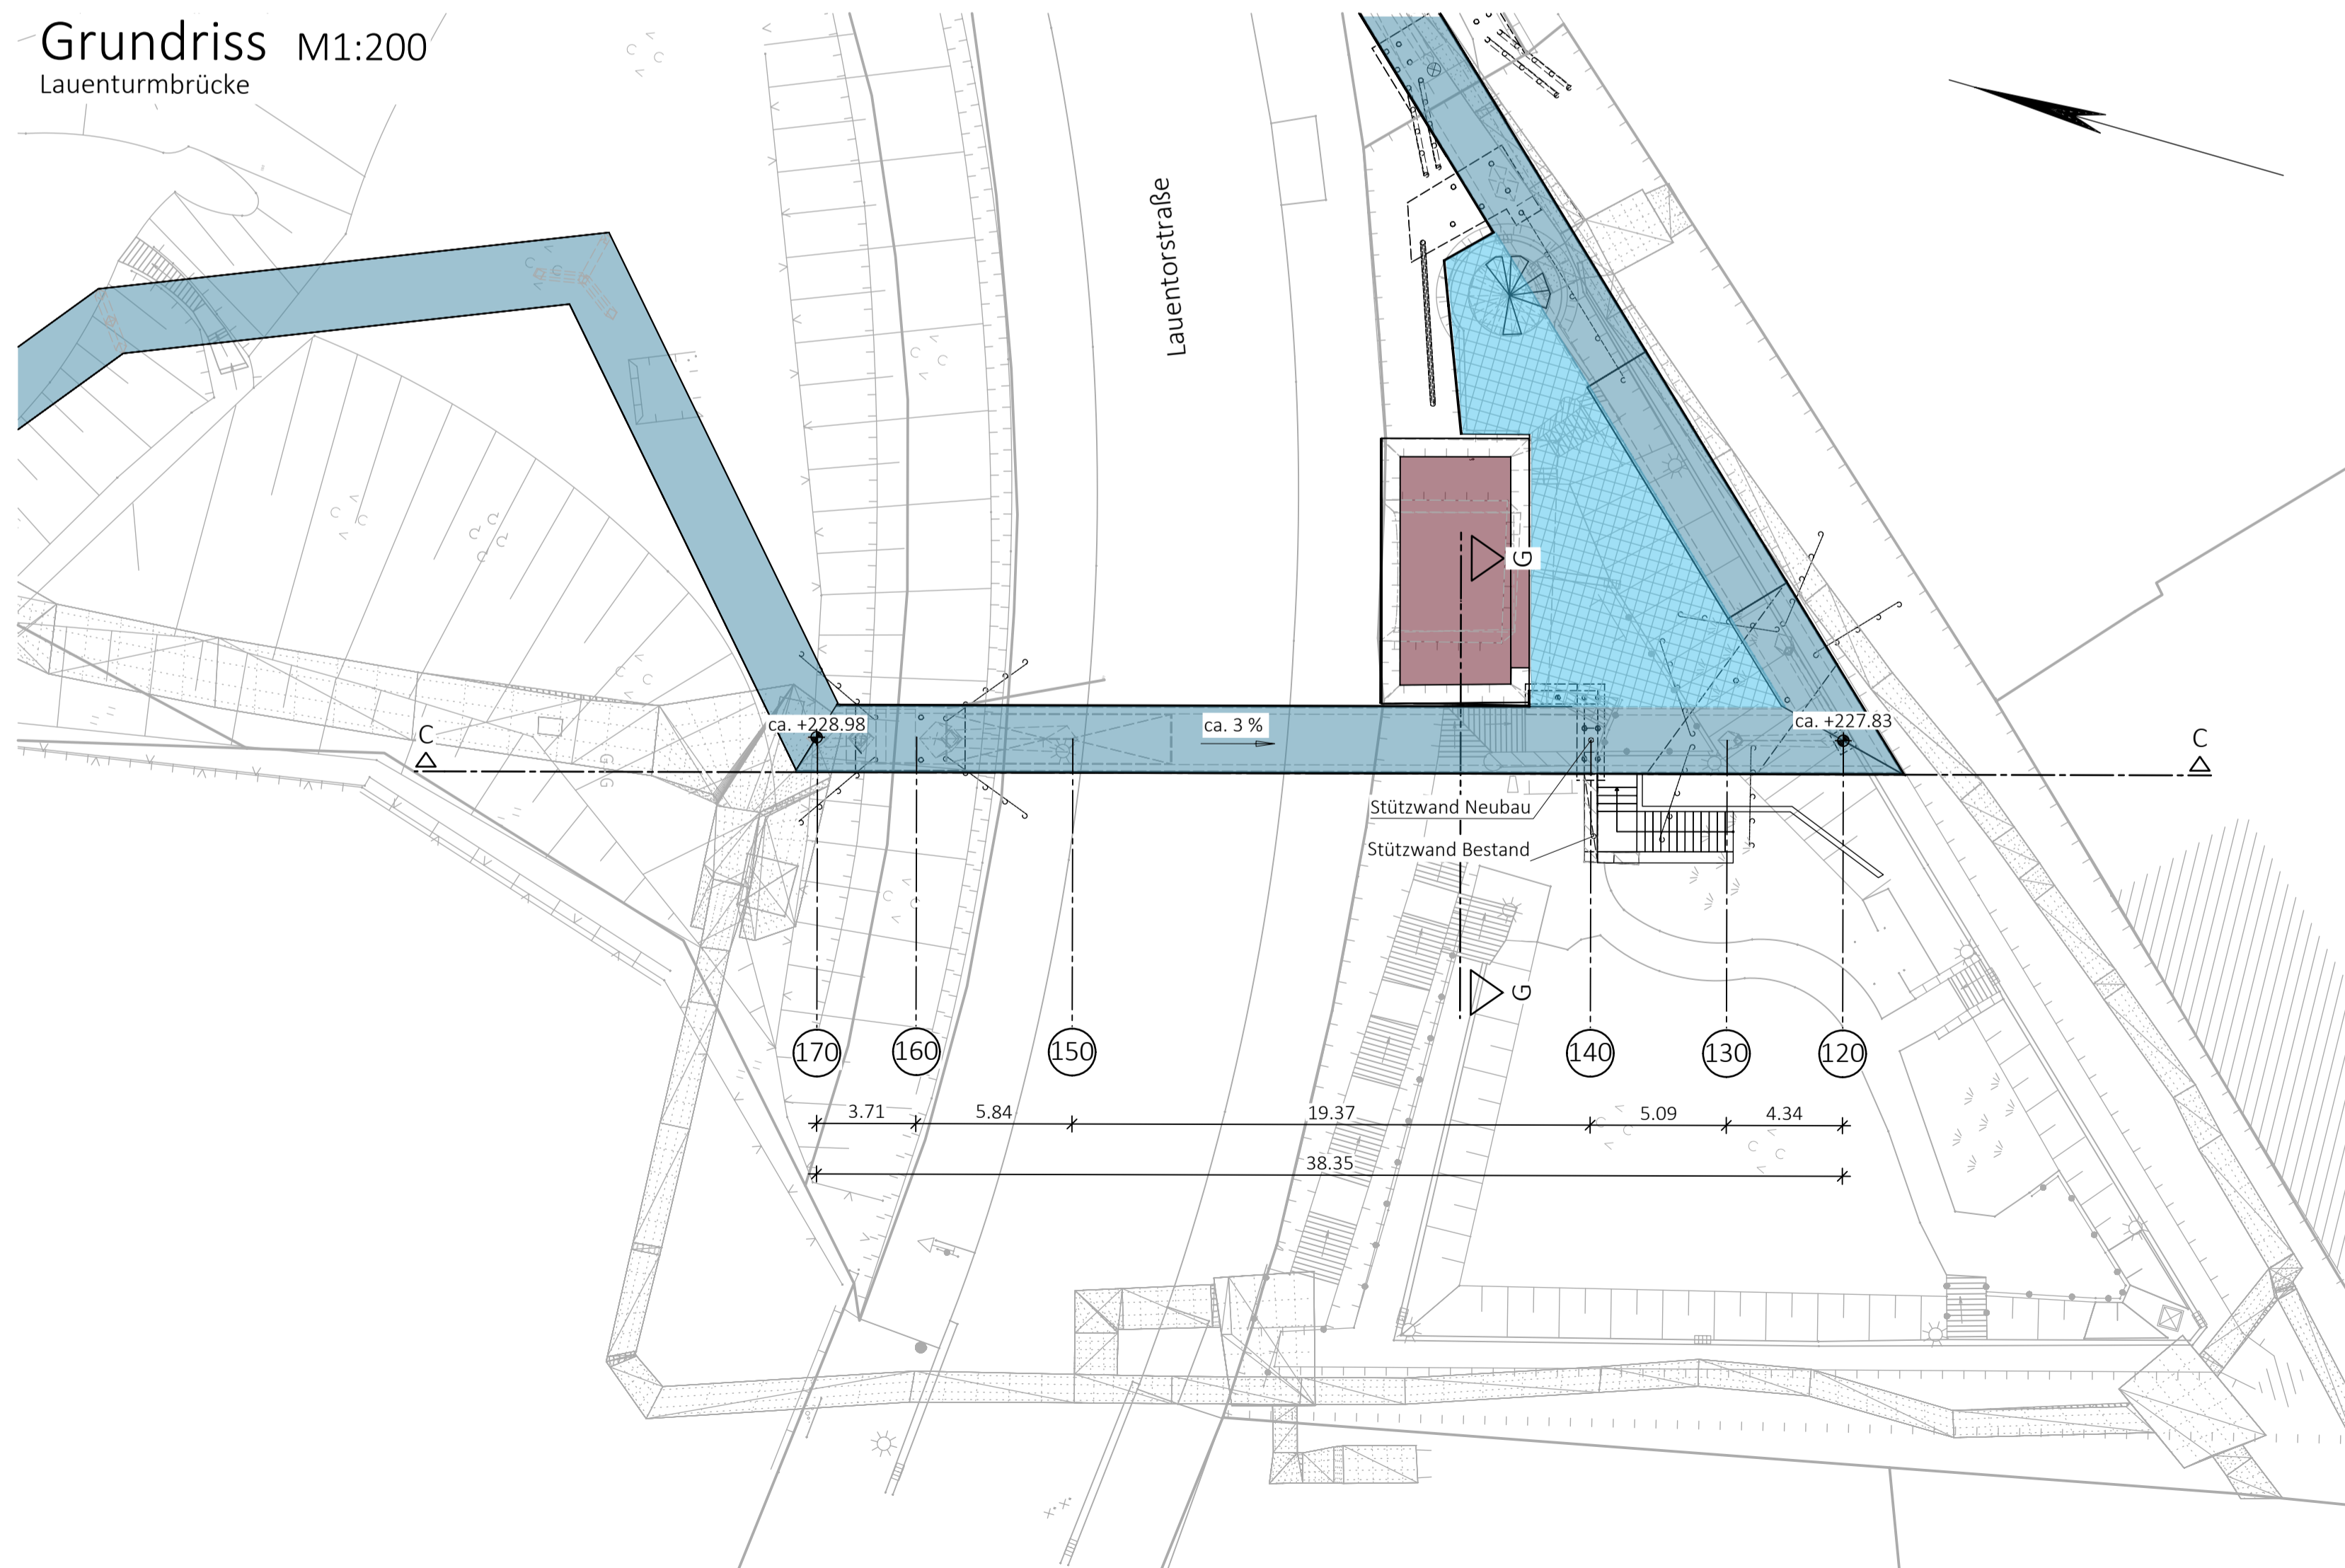 Grundriss M1:200
Lauenturmbrücke
Lauentorstraße
G
ca. +228.98
ca. 3 %
ca. +227.83
C
C
Stützwand Neubau
Stützwand Bestand
G
170
160
150
140
130
120
3.71
5.84
19.37
5.09
4.34
38.35